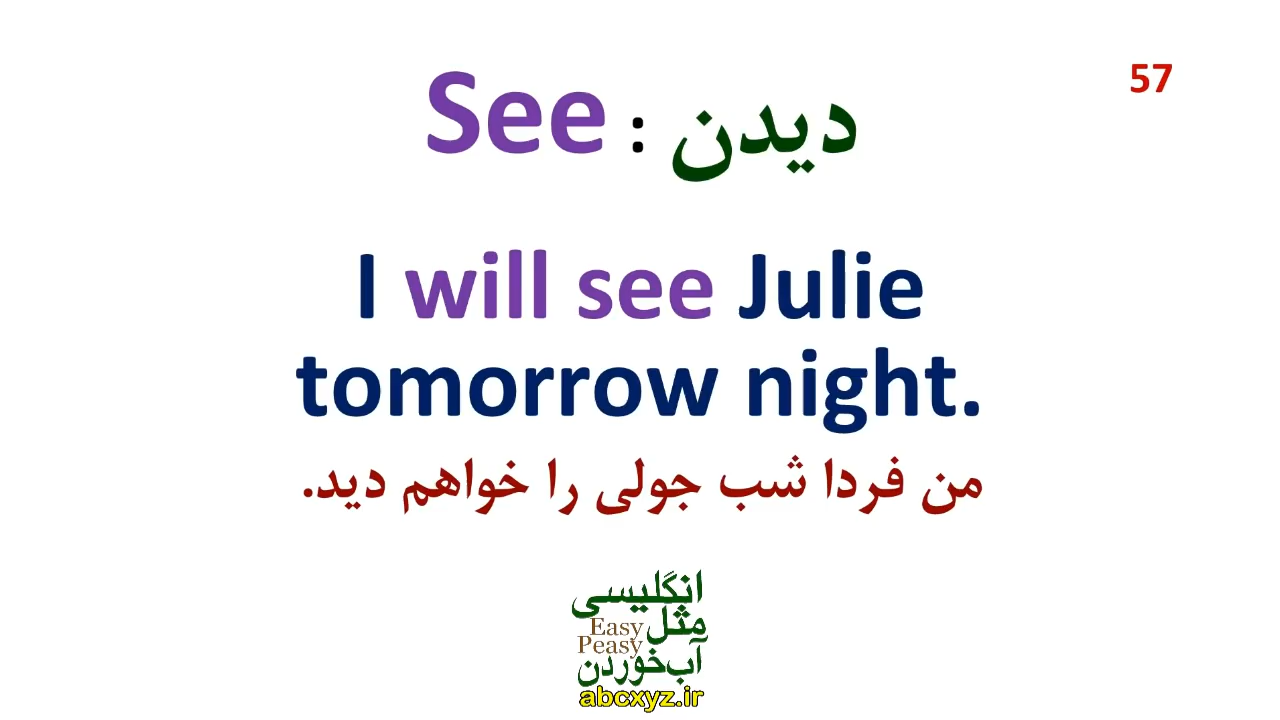 57
See : دیدن
I will see Julie
tomorrow night.
من فردا شب جولی را خواهم دید.
انگلیسی
مثل
Easy
Peasy
آب‌خوردن
abcxyz.ir